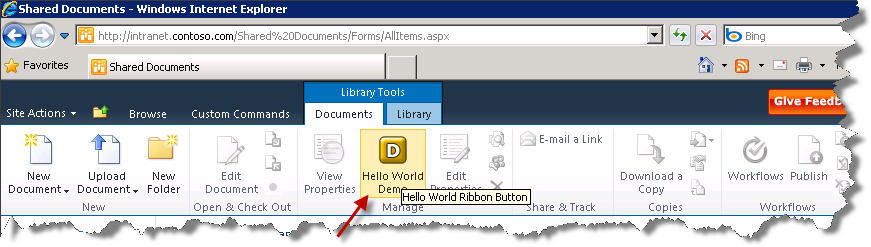 Shared Documents - Windows Internet Explorer
http://intranet.contoso.com/Shared%20Documents/Forms/AllItems.aspx
Bing
Favorites
Shared Documents
Library Tools
Site Actions
Browse
Custom Commands
Documents
Library
Give Feedb
New
Document
Upload
Document
New
Folder
Edit
Document
View
Properties
D
Hello World
Demo
Edit
Properties
E-mail a Link
Download a
Copy
Workflows
Publish
Hello World Ribbon Button
New
Open & Check Out
Manage
Share & Track
Copies
Workflows